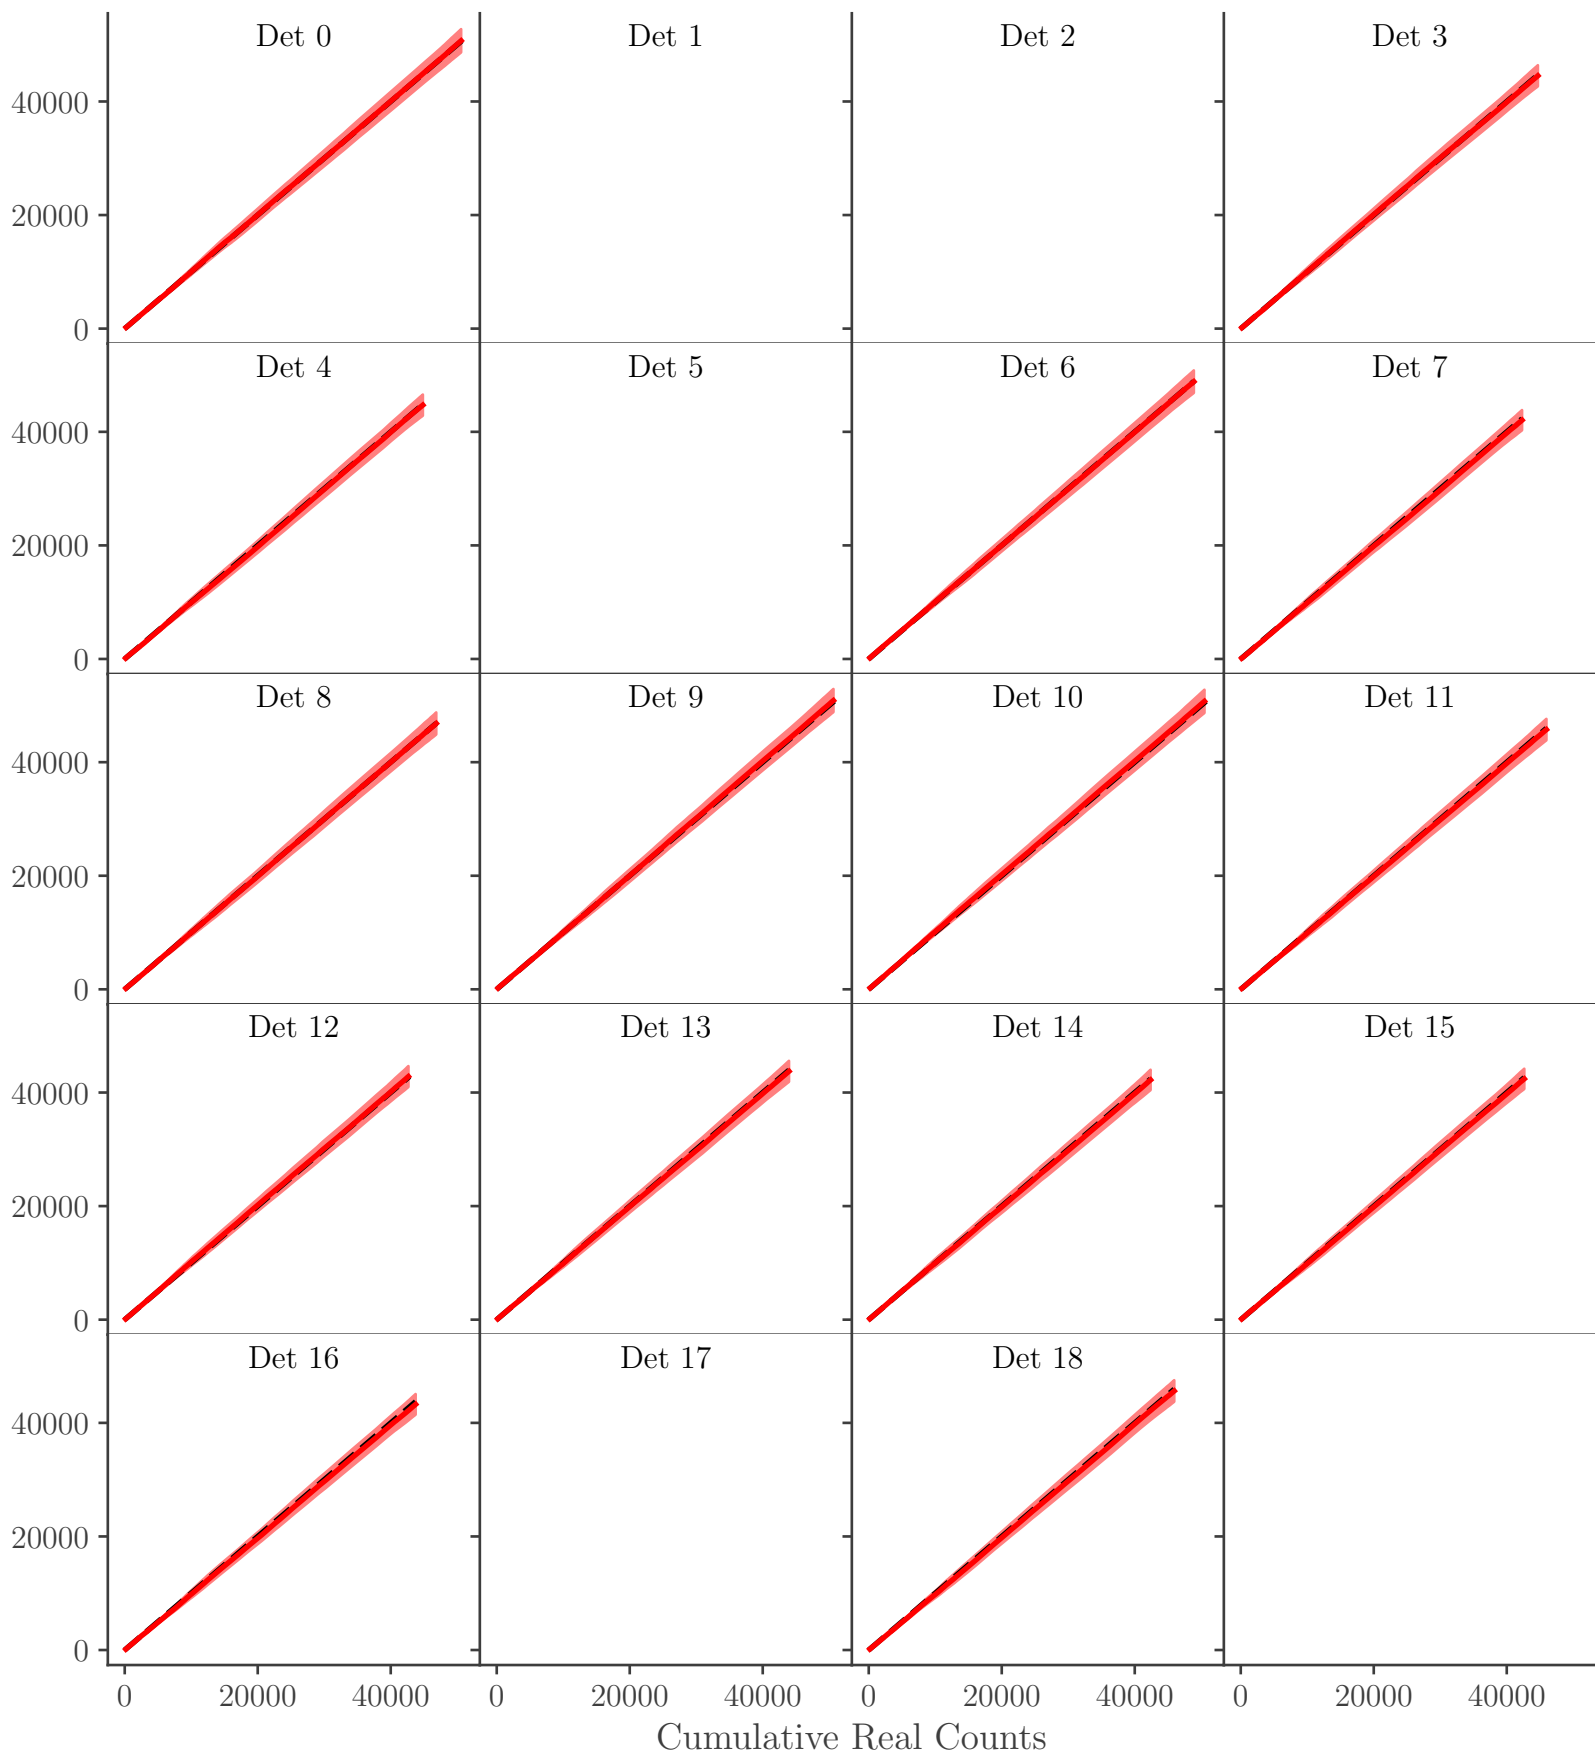 Det 0 Det 1 Det 2 Det 3
40000
20000
0
Det 4 Det 5 Det 6 Det 7
40000
20000
0
Det 8 Det 9 Det 10 Det 11
40000
20000
0
Det 12 Det 13 Det 14 Det 15
40000
20000
0
Det 16 Det 17 Det 18
40000
20000
0
0 20000 40000 0 20000 40000 0 20000 40000 0 20000 40000
Cumulative Real Counts